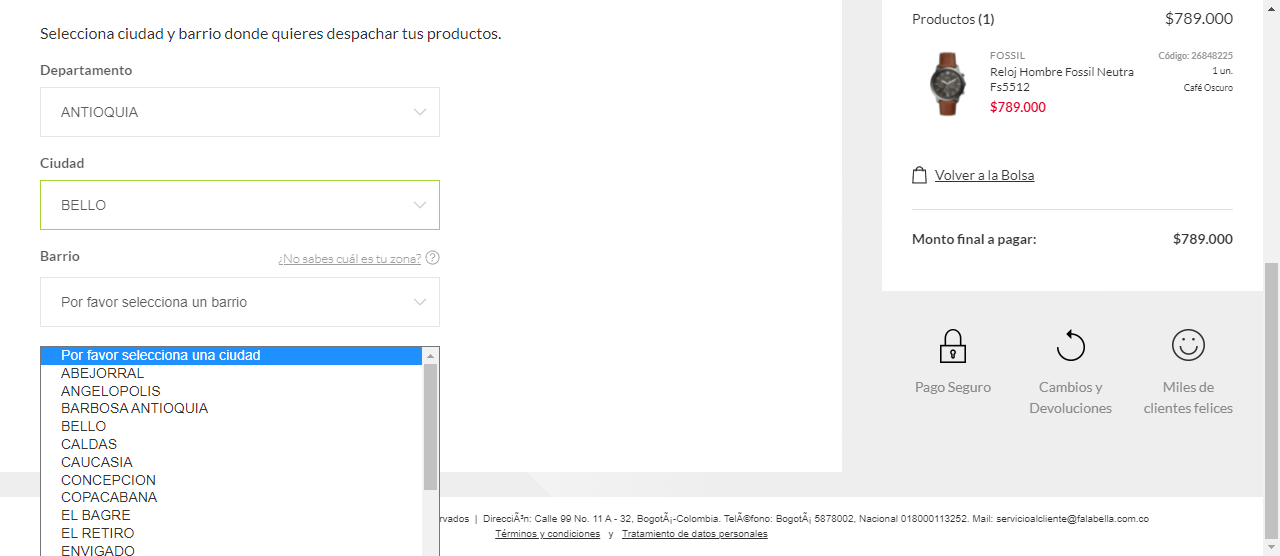 Selecciona ciudad y barrio donde quieres despachar tus productos.
Departamento
ANTIOQUIA
Ciudad
BELLO
Barrio
¿No sabes cuál es tu zona?
Por favor selecciona un barrio
Por favor selecciona una ciudad
ABEJORRAL
ANGELOPOLIS
BARBOSA ANTIOQUIA
BELLO
CALDAS
CAUCASIA
CONCEPCION
COPACABANA
EL BAGRE
EL RETIRO
ENVIGADO
Productos (1) $789.000
FOSSIL Código: 26848225
Reloj Hombre Fossil Neutra 1 un.
Fs5512 Café Oscuro
$789.000
Volver a la Bolsa
Monto final a pagar: $789.000
Pago Seguro
Cambios y
Devoluciones
Miles de
clientes felices
rvados | DirecciÃ³n: Calle 99 No. 11 A - 32, BogotÃ¡-Colombia. TelÃ©fono: BogotÃ¡ 5878002, Nacional 018000113252. Mail: servicioalcliente@falabella.com.co
Términos y condiciones y Tratamiento de datos personales